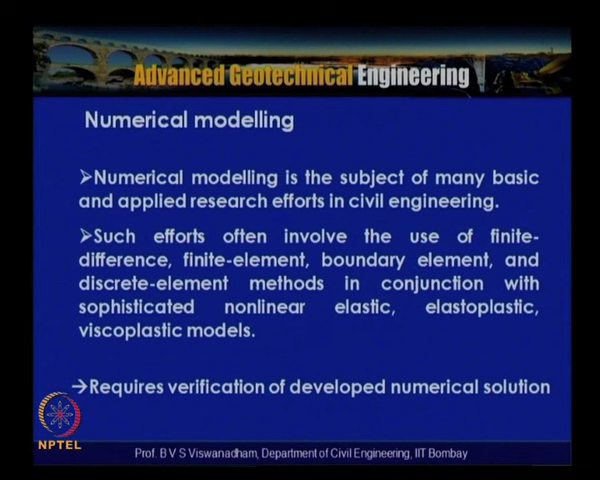 Advanced Geotechnical Engineering
Numerical modelling
➢Numerical modelling is the subject of many basic
and applied research efforts in civil engineering.
➢Such efforts often involve the use of finite-
difference, finite-element, boundary element, and
discrete-element methods in conjunction with
sophisticated nonlinear elastic, elastoplastic,
viscoplastic models.
→Requires verification of developed numerical solution
NPTEL
Prof. B V S Viswanadham, Department of Civil Engineering, IIT Bombay